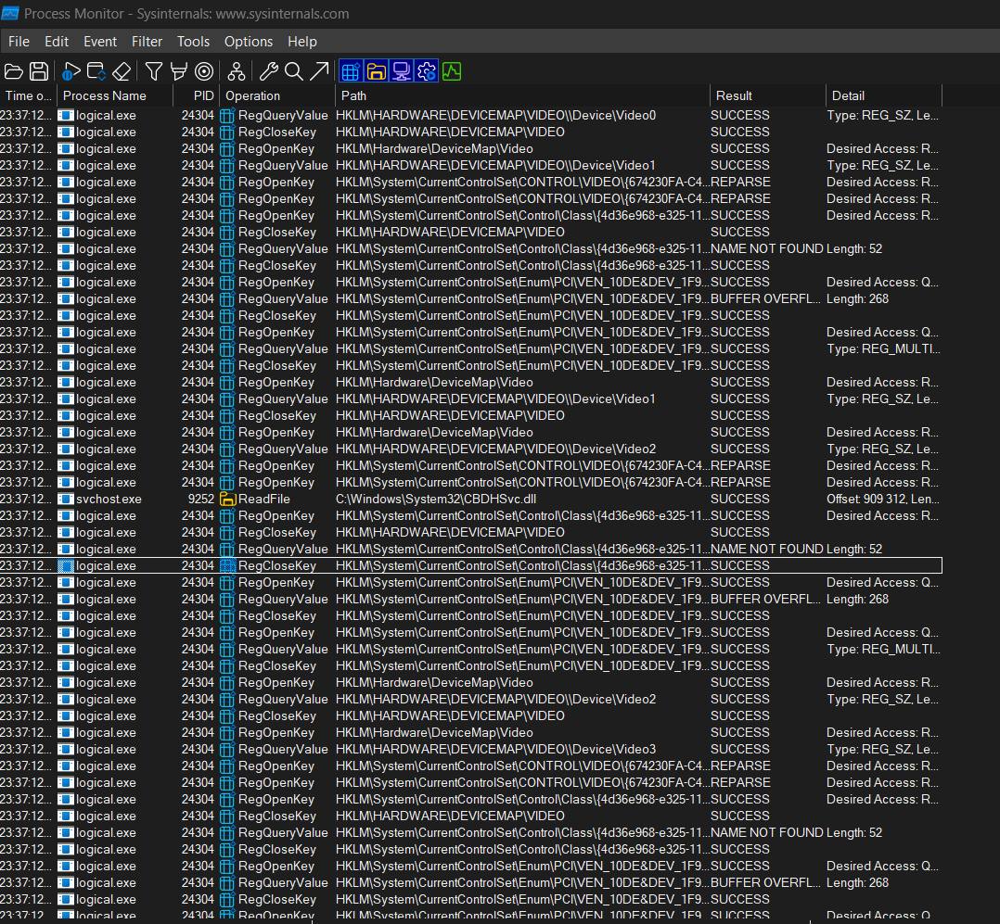 Process Monitor - Sysinternals: www.sysinternals.com
File Edit Event Filter Tools Options Help
Time o... Process Name PID Operation Path Result Detail
23:37:12... logical.exe 24304 RegQueryValue HKLM\HARDWARE\DEVICEMAP\VIDEO\\Device\Video0 SUCCESS Type: REG_SZ, Le...
23:37:12... logical.exe 24304 RegCloseKey HKLM\HARDWARE\DEVICEMAP\VIDEO SUCCESS
23:37:12... logical.exe 24304 RegOpenKey HKLM\Hardware\DeviceMap\Video SUCCESS Desired Access: R...
23:37:12... logical.exe 24304 RegQueryValue HKLM\HARDWARE\DEVICEMAP\VIDEO\\Device\Video1 SUCCESS Type: REG_SZ, Le...
23:37:12... logical.exe 24304 RegOpenKey HKLM\System\CurrentControlSet\CONTROL\VIDEO\{674230FA-C4... REPARSE Desired Access: R...
23:37:12... logical.exe 24304 RegOpenKey HKLM\System\CurrentControlSet\CONTROL\VIDEO\{674230FA-C4... REPARSE Desired Access: R...
23:37:12... logical.exe 24304 RegOpenKey HKLM\System\CurrentControlSet\Control\Class\{4d36e968-e325-11... SUCCESS Desired Access: R...
23:37:12... logical.exe 24304 RegCloseKey HKLM\HARDWARE\DEVICEMAP\VIDEO SUCCESS
23:37:12... logical.exe 24304 RegQueryValue HKLM\System\CurrentControlSet\Control\Class\{4d36e968-e325-11... NAME NOT FOUND Length: 52
23:37:12... logical.exe 24304 RegCloseKey HKLM\System\CurrentControlSet\Control\Class\{4d36e968-e325-11... SUCCESS
23:37:12... logical.exe 24304 RegOpenKey HKLM\System\CurrentControlSet\Enum\PCI\VEN_10DE&DEV_1F9... SUCCESS Desired Access: Q...
23:37:12... logical.exe 24304 RegQueryValue HKLM\System\CurrentControlSet\Enum\PCI\VEN_10DE&DEV_1F9... BUFFER OVERFL... Length: 268
23:37:12... logical.exe 24304 RegCloseKey HKLM\System\CurrentControlSet\Enum\PCI\VEN_10DE&DEV_1F9... SUCCESS
23:37:12... logical.exe 24304 RegOpenKey HKLM\System\CurrentControlSet\Enum\PCI\VEN_10DE&DEV_1F9... SUCCESS Desired Access: Q...
23:37:12... logical.exe 24304 RegQueryValue HKLM\System\CurrentControlSet\Enum\PCI\VEN_10DE&DEV_1F9... SUCCESS Type: REG_MULTI...
23:37:12... logical.exe 24304 RegCloseKey HKLM\System\CurrentControlSet\Enum\PCI\VEN_10DE&DEV_1F9... SUCCESS
23:37:12... logical.exe 24304 RegOpenKey HKLM\Hardware\DeviceMap\Video SUCCESS Desired Access: R...
23:37:12... logical.exe 24304 RegQueryValue HKLM\HARDWARE\DEVICEMAP\VIDEO\\Device\Video1 SUCCESS Type: REG_SZ, Le...
23:37:12... logical.exe 24304 RegCloseKey HKLM\HARDWARE\DEVICEMAP\VIDEO SUCCESS
23:37:12... logical.exe 24304 RegOpenKey HKLM\Hardware\DeviceMap\Video SUCCESS Desired Access: R...
23:37:12... logical.exe 24304 RegQueryValue HKLM\HARDWARE\DEVICEMAP\VIDEO\\Device\Video2 SUCCESS Type: REG_SZ, Le...
23:37:12... logical.exe 24304 RegOpenKey HKLM\System\CurrentControlSet\CONTROL\VIDEO\{674230FA-C4... REPARSE Desired Access: R...
23:37:12... logical.exe 24304 RegOpenKey HKLM\System\CurrentControlSet\CONTROL\VIDEO\{674230FA-C4... REPARSE Desired Access: R...
23:37:12... svchost.exe 9252 ReadFile C:\Windows\System32\CBDHSvc.dll SUCCESS Offset: 909 312, Len...
23:37:12... logical.exe 24304 RegOpenKey HKLM\System\CurrentControlSet\Control\Class\{4d36e968-e325-11... SUCCESS Desired Access: R...
23:37:12... logical.exe 24304 RegCloseKey HKLM\HARDWARE\DEVICEMAP\VIDEO SUCCESS
23:37:12... logical.exe 24304 RegQueryValue HKLM\System\CurrentControlSet\Control\Class\{4d36e968-e325-11... NAME NOT FOUND Length: 52
23:37:12... logical.exe 24304 RegCloseKey HKLM\System\CurrentControlSet\Control\Class\{4d36e968-e325-11... SUCCESS
23:37:12... logical.exe 24304 RegOpenKey HKLM\System\CurrentControlSet\Enum\PCI\VEN_10DE&DEV_1F9... SUCCESS Desired Access: Q...
23:37:12... logical.exe 24304 RegQueryValue HKLM\System\CurrentControlSet\Enum\PCI\VEN_10DE&DEV_1F9... BUFFER OVERFL... Length: 268
23:37:12... logical.exe 24304 RegCloseKey HKLM\System\CurrentControlSet\Enum\PCI\VEN_10DE&DEV_1F9... SUCCESS
23:37:12... logical.exe 24304 RegOpenKey HKLM\System\CurrentControlSet\Enum\PCI\VEN_10DE&DEV_1F9... SUCCESS Desired Access: Q...
23:37:12... logical.exe 24304 RegQueryValue HKLM\System\CurrentControlSet\Enum\PCI\VEN_10DE&DEV_1F9... SUCCESS Type: REG_MULTI...
23:37:12... logical.exe 24304 RegCloseKey HKLM\System\CurrentControlSet\Enum\PCI\VEN_10DE&DEV_1F9... SUCCESS
23:37:12... logical.exe 24304 RegOpenKey HKLM\Hardware\DeviceMap\Video SUCCESS Desired Access: R...
23:37:12... logical.exe 24304 RegQueryValue HKLM\HARDWARE\DEVICEMAP\VIDEO\\Device\Video2 SUCCESS Type: REG_SZ, Le...
23:37:12... logical.exe 24304 RegCloseKey HKLM\HARDWARE\DEVICEMAP\VIDEO SUCCESS
23:37:12... logical.exe 24304 RegOpenKey HKLM\Hardware\DeviceMap\Video SUCCESS Desired Access: R...
23:37:12... logical.exe 24304 RegQueryValue HKLM\HARDWARE\DEVICEMAP\VIDEO\\Device\Video3 SUCCESS Type: REG_SZ, Le...
23:37:12... logical.exe 24304 RegOpenKey HKLM\System\CurrentControlSet\CONTROL\VIDEO\{674230FA-C4... REPARSE Desired Access: R...
23:37:12... logical.exe 24304 RegOpenKey HKLM\System\CurrentControlSet\CONTROL\VIDEO\{674230FA-C4... REPARSE Desired Access: R...
23:37:12... logical.exe 24304 RegOpenKey HKLM\System\CurrentControlSet\Control\Class\{4d36e968-e325-11... SUCCESS Desired Access: R...
23:37:12... logical.exe 24304 RegCloseKey HKLM\HARDWARE\DEVICEMAP\VIDEO SUCCESS
23:37:12... logical.exe 24304 RegQueryValue HKLM\System\CurrentControlSet\Control\Class\{4d36e968-e325-11... NAME NOT FOUND Length: 52
23:37:12... logical.exe 24304 RegCloseKey HKLM\System\CurrentControlSet\Control\Class\{4d36e968-e325-11... SUCCESS
23:37:12... logical.exe 24304 RegOpenKey HKLM\System\CurrentControlSet\Enum\PCI\VEN_10DE&DEV_1F9... SUCCESS Desired Access: Q...
23:37:12... logical.exe 24304 RegQueryValue HKLM\System\CurrentControlSet\Enum\PCI\VEN_10DE&DEV_1F9... BUFFER OVERFL... Length: 268
23:37:12... logical.exe 24304 RegCloseKey HKLM\System\CurrentControlSet\Enum\PCI\VEN_10DE&DEV_1F9... SUCCESS
23:37:12... logical.exe 24304 RegOpenKey HKLM\System\CurrentControlSet\Enum\PCI\VEN_10DE&DEV_1F9... SUCCESS Desired Access: Q...